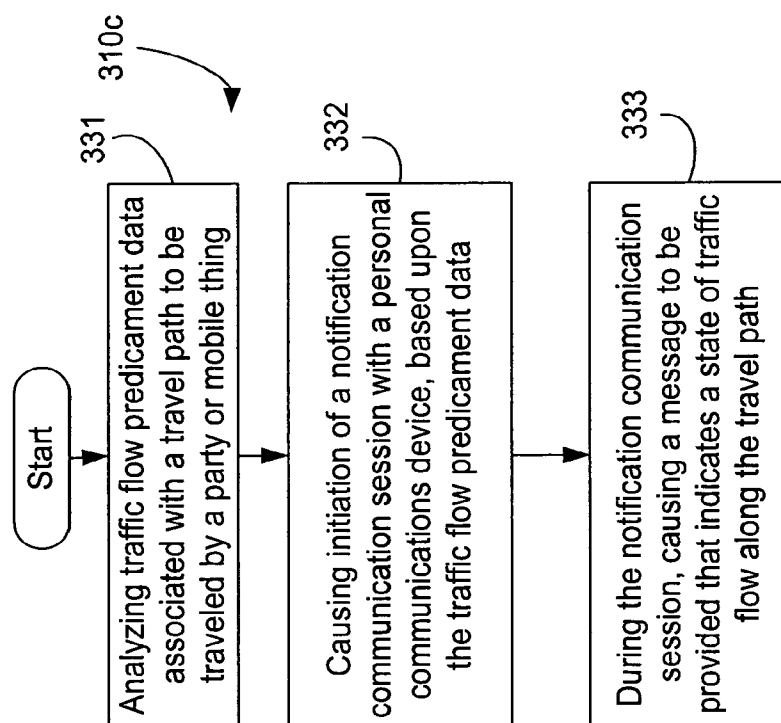 310c
Start
331
Analyzing traffic flow predicament data
associated with a travel path to be
traveled by a party or mobile thing
332
Causing initiation of a notification
communication session with a personal
communications device, based upon
the traffic flow predicament data
333
During the notification communication
session, causing a message to be
provided that indicates a state of traffic
flow along the travel path